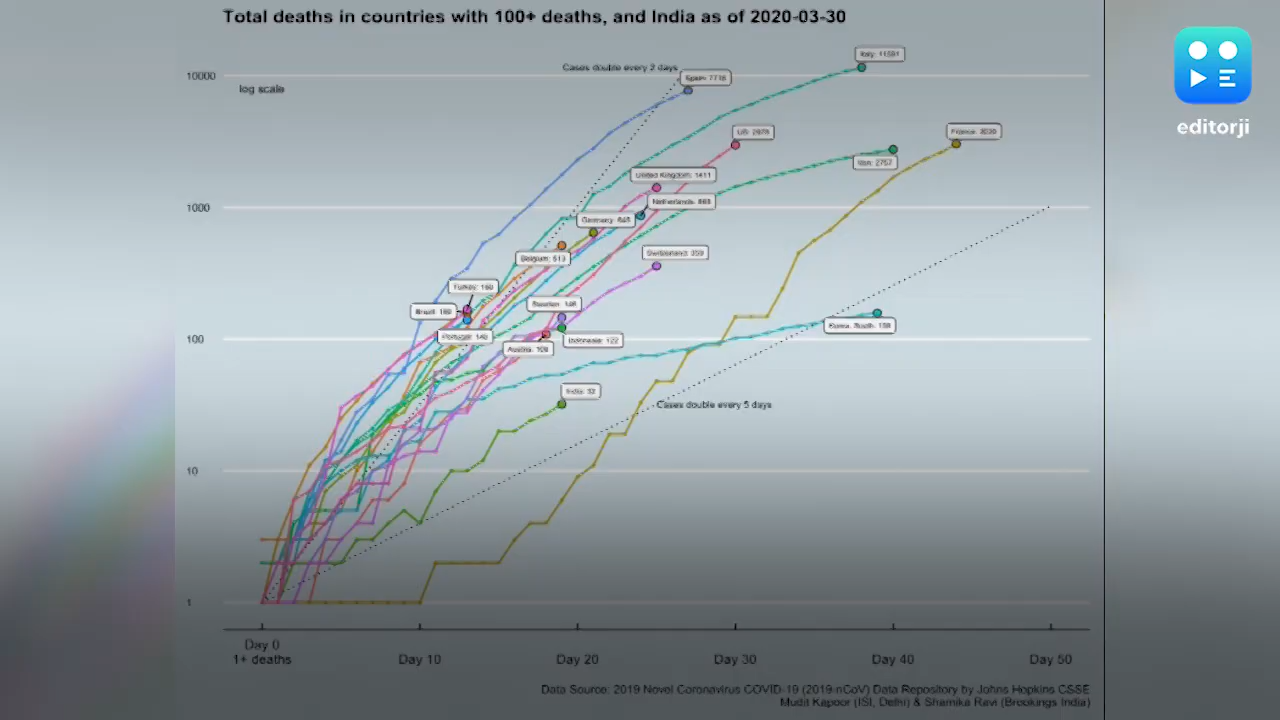 Total deaths in countries with 100+ deaths, and India as of 2020-03-30
editorji
Italy: 11591
Cases double every 2 days
Spain: 7716
10000
log scale
US: 2978
France: 3030
Iran: 2757
United Kingdom: 1411
Netherlands:
1000
Germany:
Switzerland: 359
Belgium: 513
Turkey: 168
Brazil:
Sweden: 146
Portugal: 140
Korea, South: 158
100
Indonesia: 122
Austria: 108
India: 32
Cases double every 5 days
10
1
Day 0
1+ deaths
Day 10
Day 20
Day 30
Day 40
Day 50
Data Source: 2019 Novel Coronavirus COVID-19 (2019-nCoV) Data Repository by Johns Hopkins CSSE
Mudit Kapoor (ISI, Delhi) & Shamika Ravi (Brookings India)